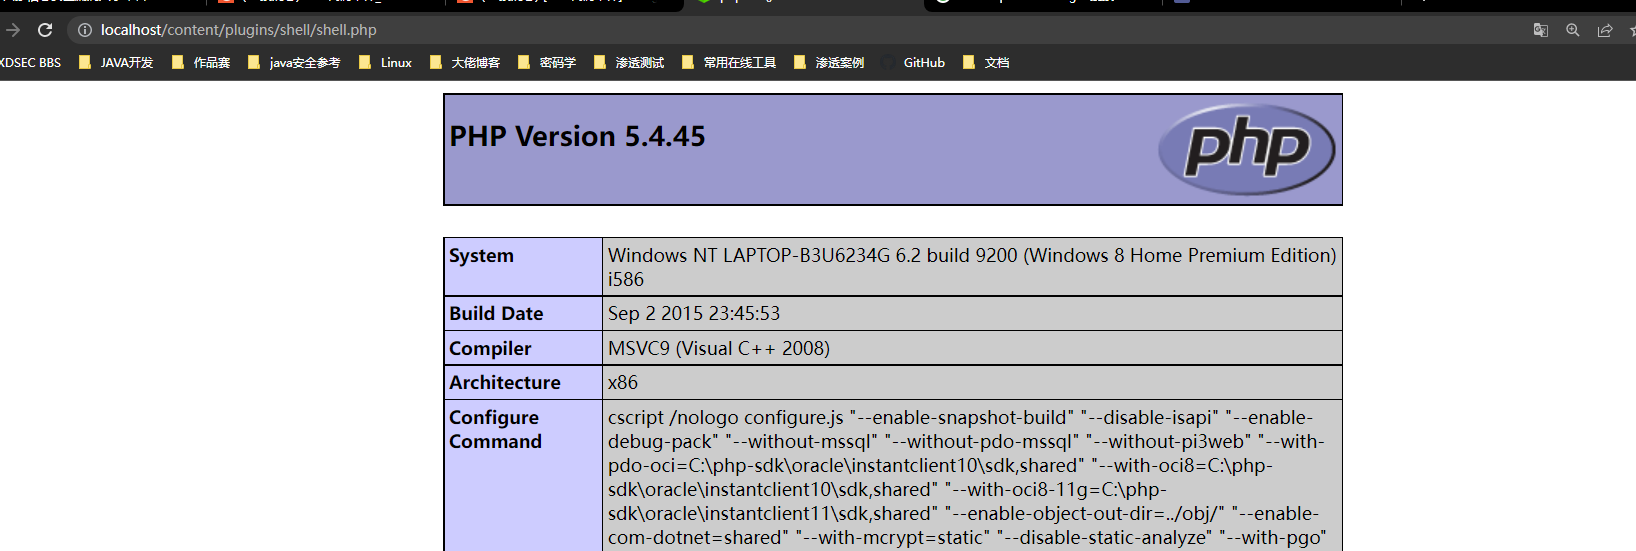 localhost/content/plugins/shell/shell.php
XDSEC BBS JAVA开发 作品赛 java安全参考 Linux 大佬博客 密码学 渗透测试 常用在线工具 渗透案例 GitHub 文档
PHP Version 5.4.45
php
System Windows NT LAPTOP-B3U6234G 6.2 build 9200 (Windows 8 Home Premium Edition)
i586
Build Date Sep 2 2015 23:45:53
Compiler MSVC9 (Visual C++ 2008)
Architecture x86
Configure cscript /nologo configure.js "--enable-snapshot-build" "--disable-isapi" "--enable-
Command debug-pack" "--without-mssql" "--without-pdo-mssql" "--without-pi3web" "--with-
pdo-oci=C:\php-sdk\oracle\instantclient10\sdk,shared" "--with-oci8=C:\php-
sdk\oracle\instantclient10\sdk,shared" "--with-oci8-11g=C:\php-
sdk\oracle\instantclient11\sdk,shared" "--enable-object-out-dir=../obj/" "--enable-
com-dotnet=shared" "--with-mcrypt=static" "--disable-static-analyze" "--with-pgo"